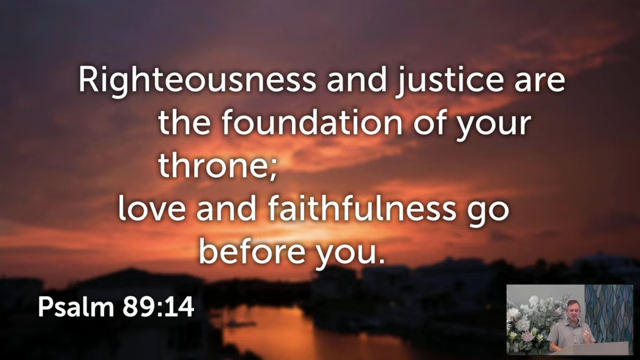 Righteousness and justice are
the foundation of your
throne;
love and faithfulness go
before you.
Psalm 89:14